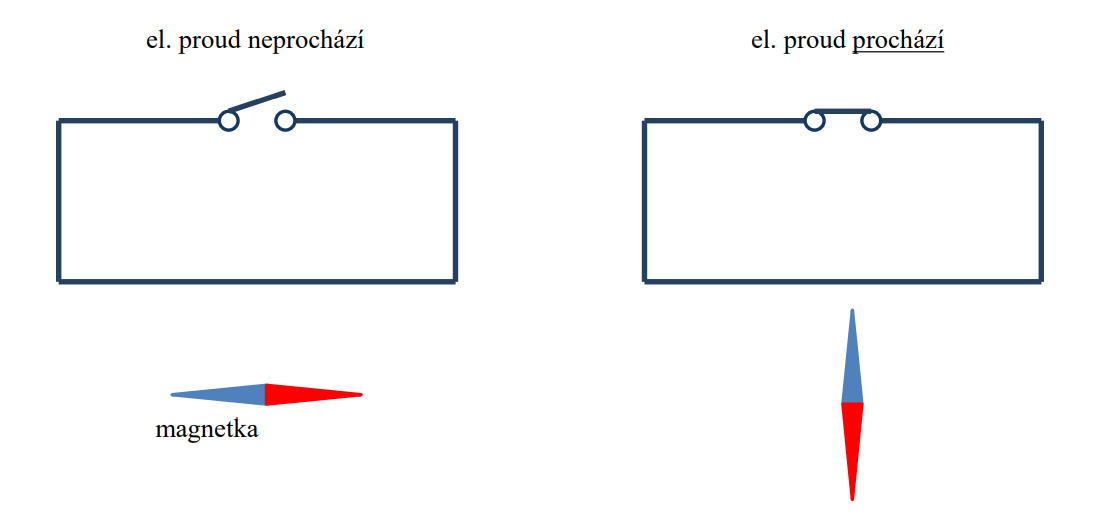 el. proud neprochází
el. proud prochází
magnetka